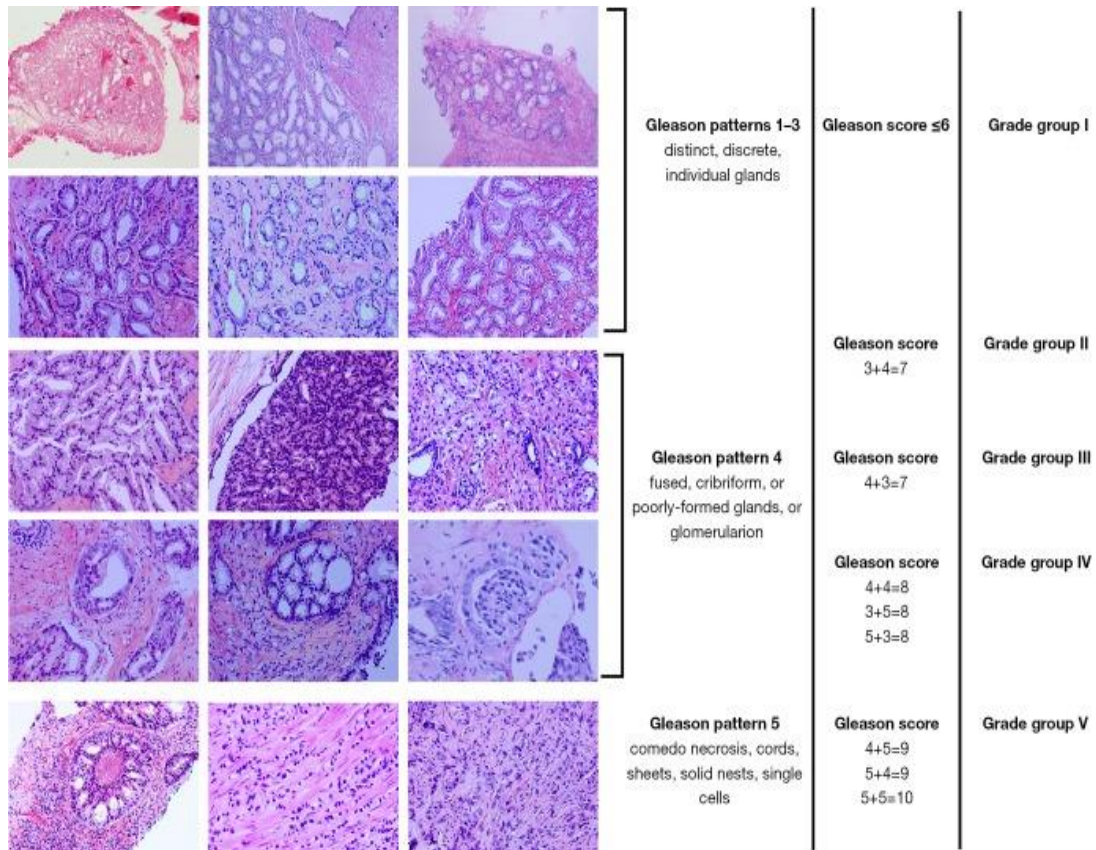 Gleason patterns 1–3
distinct, discrete,
individual glands
Gleason score ≤6
Grade group I
Gleason score
3+4=7
Grade group II
Gleason pattern 4
fused, cribriform, or
poorly-formed glands, or
glomerularion
Gleason score
4+3=7
Grade group III
Gleason score
4+4=8
3+5=8
5+3=8
Grade group IV
Gleason pattern 5
comedo necrosis, cords,
sheets, solid nests, single
cells
Gleason score
4+5=9
5+4=9
5+5=10
Grade group V